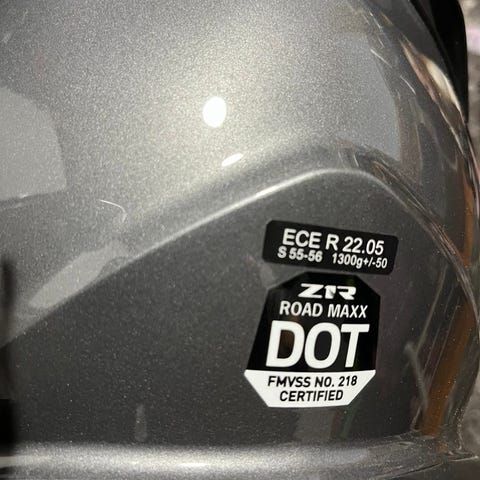 ECE R 22.05
S 55-56 1300g+/-50
Z1R
ROAD MAXX
DOT
FMVSS NO. 218
CERTIFIED